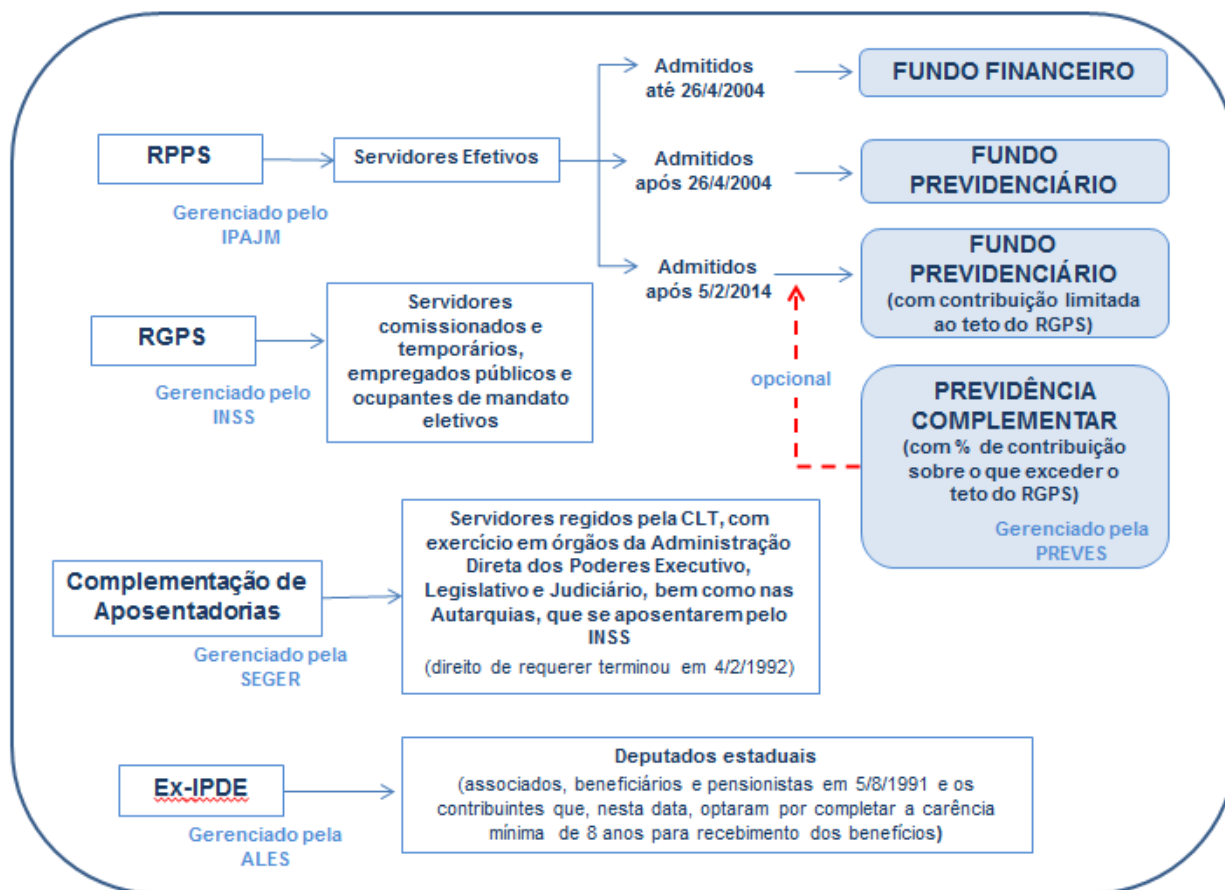 RPPS
Gerenciado pelo
IPAJM
Servidores Efetivos
Admitidos
até 26/4/2004
FUNDO FINANCEIRO
Admitidos
após 26/4/2004
FUNDO
PREVIDENCIÁRIO
Admitidos
após 5/2/2014
FUNDO
PREVIDENCIÁRIO
(com contribuição limitada
ao teto do RGPS)
opcional
PREVIDÊNCIA
COMPLEMENTAR
(com % de contribuição
sobre o que exceder o
teto do RGPS)
Gerenciado pela
PREVES
RGPS
Gerenciado pelo
INSS
Servidores
comissionados e
temporários,
empregados públicos e
ocupantes de mandato
eletivos
Complementação de
Aposentadorias
Gerenciado pela
SEGER
Servidores regidos pela CLT, com
exercício em órgãos da Administração
Direta dos Poderes Executivo,
Legislativo e Judiciário, bem como nas
Autarquias, que se aposentarem pelo
INSS
(direito de requerer terminou em 4/2/1992)
Ex-IPDE
Gerenciado pela
ALES
Deputados estaduais
(associados, beneficiários e pensionistas em 5/8/1991 e os
contribuintes que, nesta data, optaram por completar a carência
mínima de 8 anos para recebimento dos benefícios)